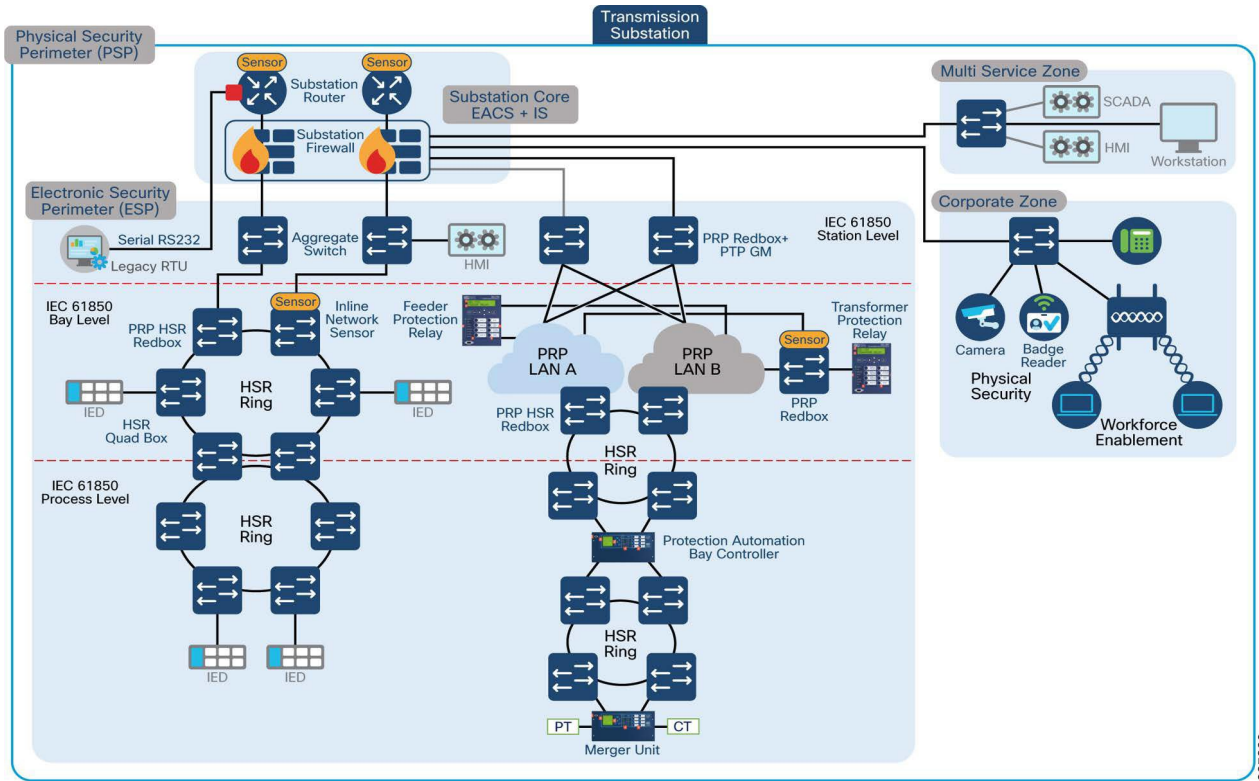 Transmission
Substation
Physical Security
Perimeter (PSP)
Sensor
Sensor
Substation
Router
Substation Core
EACS + IS
Substation
Firewall
Multi Service Zone
SCADA
HMI
Workstation
Electronic Security
Perimeter (ESP)
Serial RS232
Legacy RTU
Aggregate
Switch
HMI
PRP Redbox+
PTP GM
IEC 61850
Station Level
Corporate Zone
Camera
Badge
Reader
Physical
Security
Workforce
Enablement
IEC 61850
Bay Level
PRP HSR
Redbox
Sensor
Inline
Network
Sensor
Feeder
Protection
Relay
Transformer
Protection
Relay
Sensor
PRP
LAN A
PRP
LAN B
PRP
Redbox
IED
HSR
Ring
IED
HSR
Quad Box
PRP HSR
Redbox
HSR
Ring
IEC 61850
Process Level
HSR
Ring
Protection Automation
Bay Controller
HSR
Ring
IED
IED
PT
CT
Merger Unit